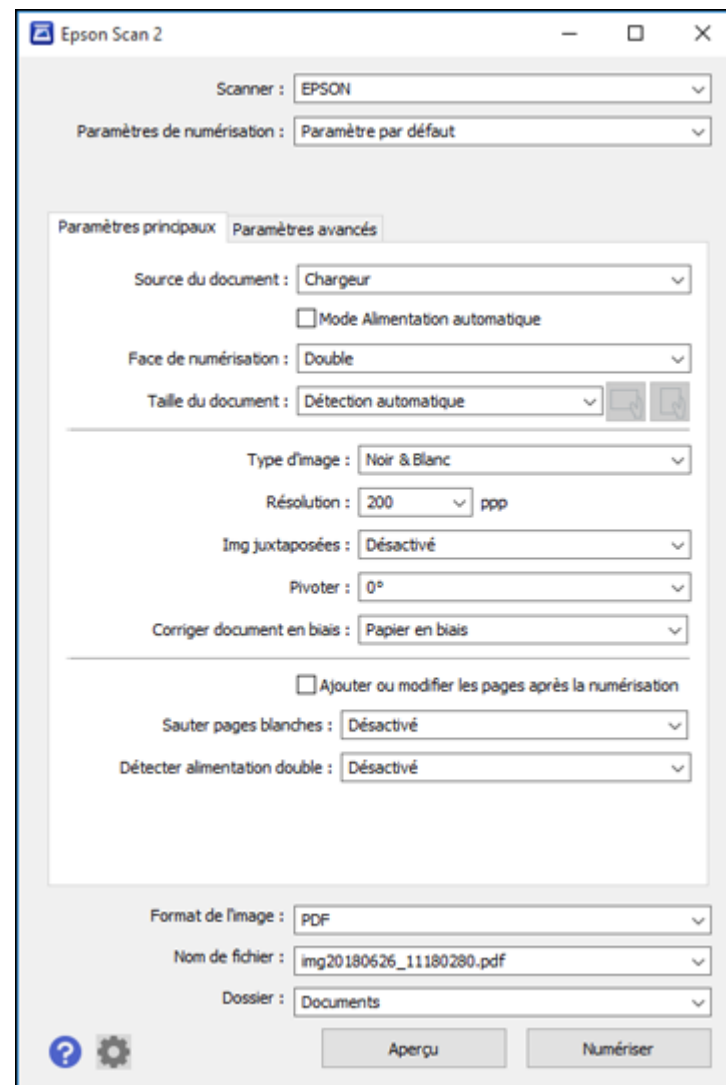 Epson Scan 2
Scanner : EPSON
Paramètres de numérisation : Paramètre par défaut
Paramètres principaux Paramètres avancés
Source du document : Chargeur
Mode Alimentation automatique
Face de numérisation : Double
Taille du document : Détection automatique
Type d'image : Noir & Blanc
Résolution : 200 ppp
Img juxtaposées : Désactivé
Pivoter : 0°
Corriger document en biais : Papier en biais
Ajouter ou modifier les pages après la numérisation
Sauter pages blanches : Désactivé
Détecter alimentation double : Désactivé
Format de l'image : PDF
Nom de fichier : img20180626_11180280.pdf
Dossier : Documents
? Aperçu Numériser